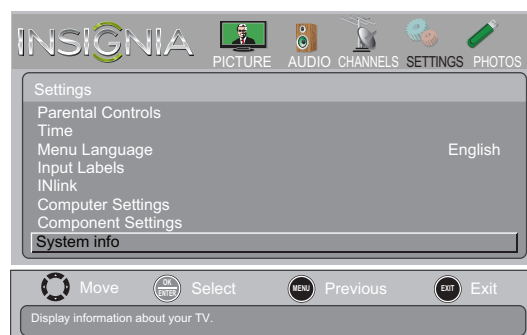 INSIGNIA
PICTURE AUDIO CHANNELS SETTINGS PHOTOS
Settings
Parental Controls
Time
Menu Language English
Input Labels
INlink
Computer Settings
Component Settings
System info
Move OK ENTER Select MENU Previous EXIT Exit
Display information about your TV.